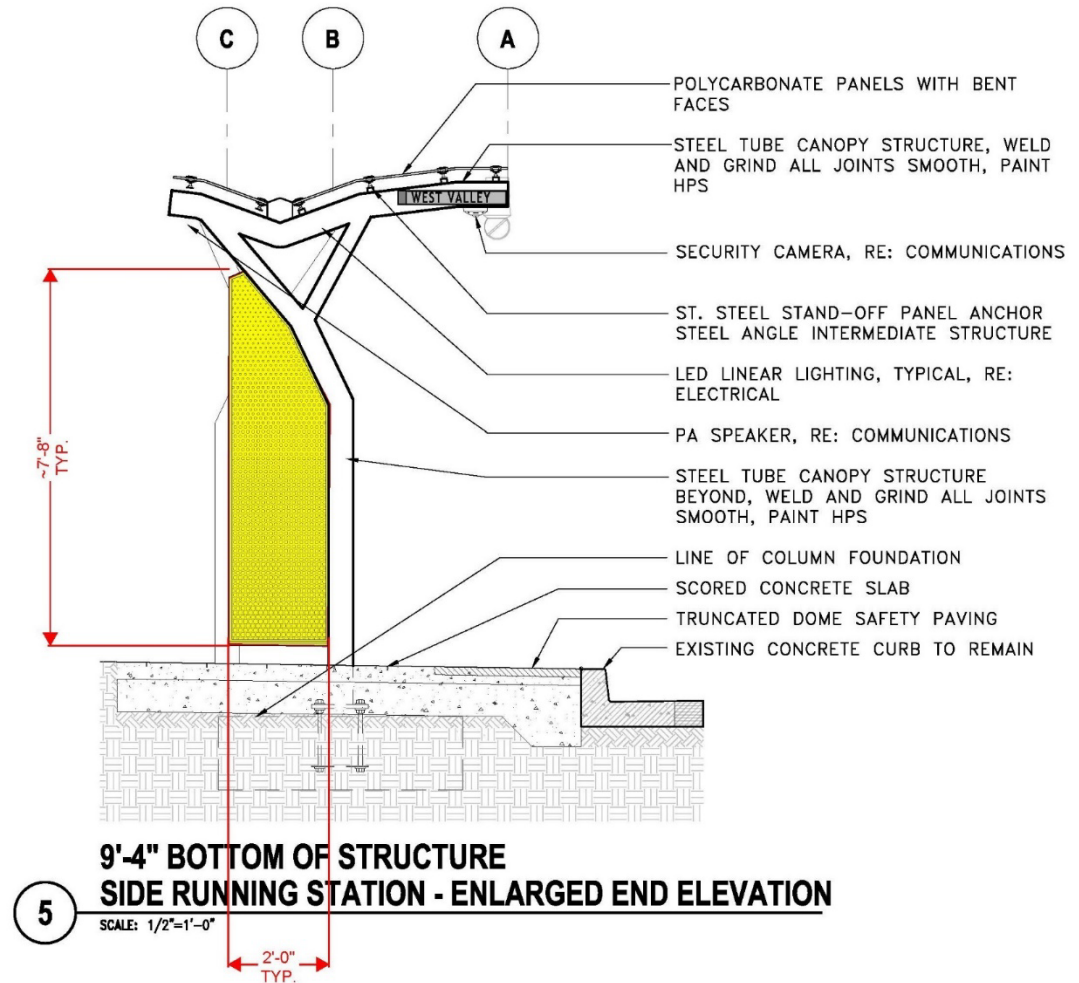 C
B
A
POLYCARBONATE PANELS WITH BENT
FACES
STEEL TUBE CANOPY STRUCTURE, WELD
AND GRIND ALL JOINTS SMOOTH, PAINT
HPS
WEST VALLEY
SECURITY CAMERA, RE: COMMUNICATIONS
ST. STEEL STAND-OFF PANEL ANCHOR
STEEL ANGLE INTERMEDIATE STRUCTURE
LED LINEAR LIGHTING, TYPICAL, RE:
ELECTRICAL
PA SPEAKER, RE: COMMUNICATIONS
~7'-8"
TYP.
STEEL TUBE CANOPY STRUCTURE
BEYOND, WELD AND GRIND ALL JOINTS
SMOOTH, PAINT HPS
LINE OF COLUMN FOUNDATION
SCORED CONCRETE SLAB
TRUNCATED DOME SAFETY PAVING
EXISTING CONCRETE CURB TO REMAIN
9'-4" BOTTOM OF STRUCTURE
SIDE RUNNING STATION - ENLARGED END ELEVATION
5
SCALE: 1/2"=1'-0"
2'-0"
TYP.